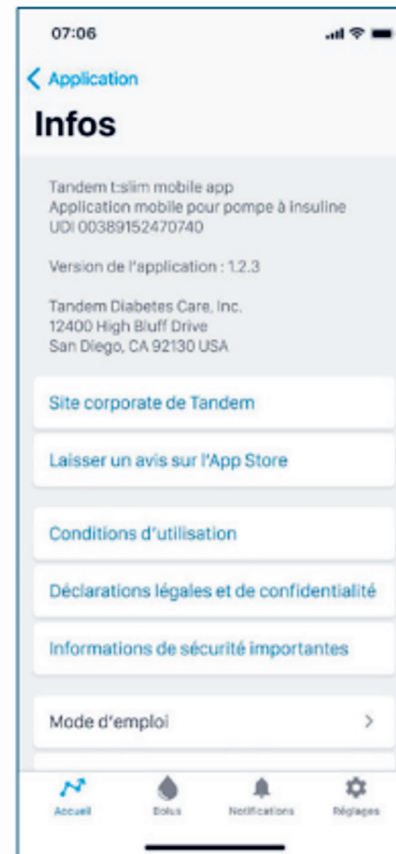 07:06
Application
Infos
Tandem t:slim mobile app
Application mobile pour pompe à insuline
UDI 00389152470740
Version de l'application : 1.2.3
Tandem Diabetes Care, Inc.
12400 High Bluff Drive
San Diego, CA 92130 USA
Site corporate de Tandem
Laisser un avis sur l'App Store
Conditions d'utilisation
Déclarations légales et de confidentialité
Informations de sécurité importantes
Mode d'emploi
Accueil Bolus Notifications Réglages